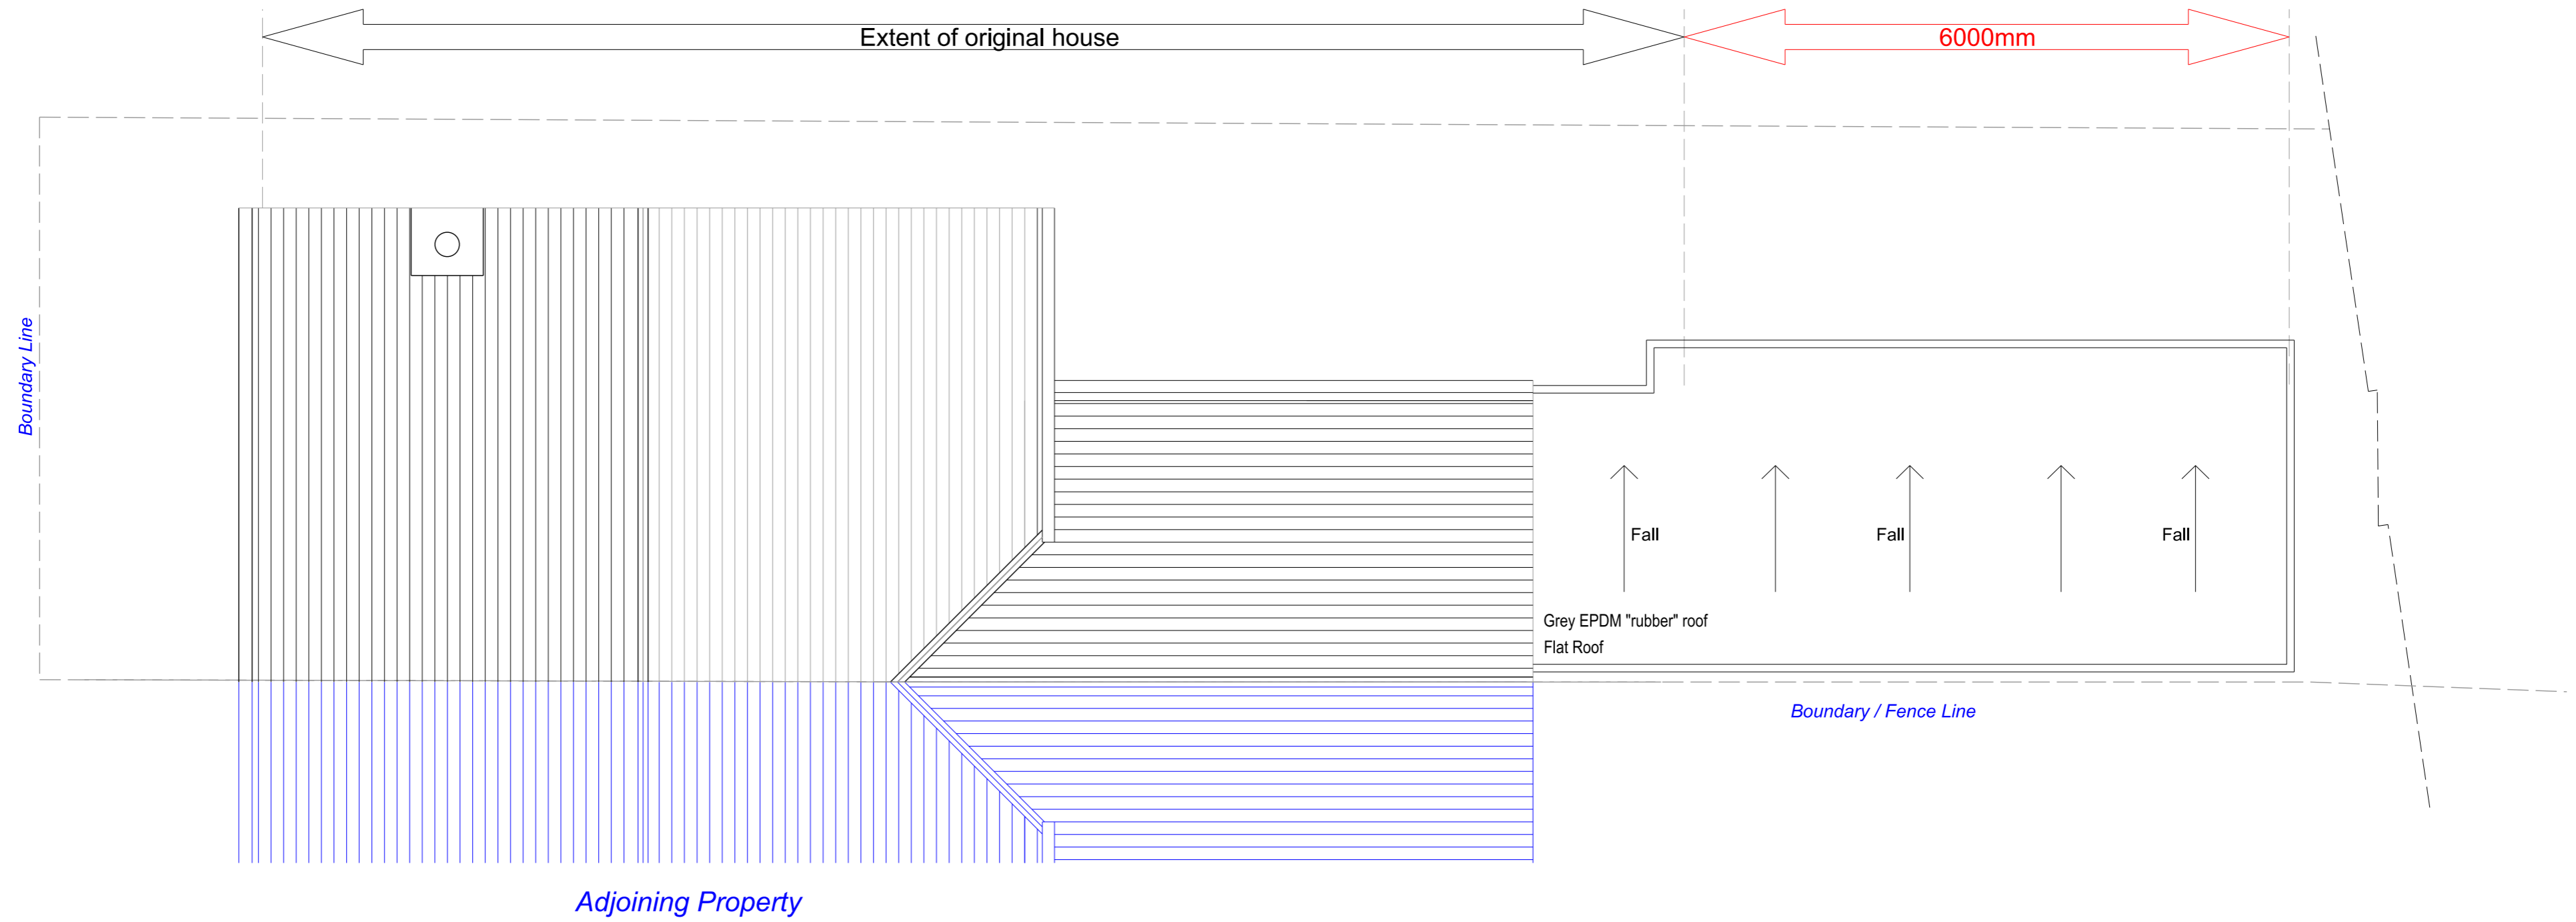 Extent of original house
6000mm
Boundary Line
Fall
Fall
Fall
Grey EPDM "rubber" roof
Flat Roof
Boundary / Fence Line
Adjoining Property